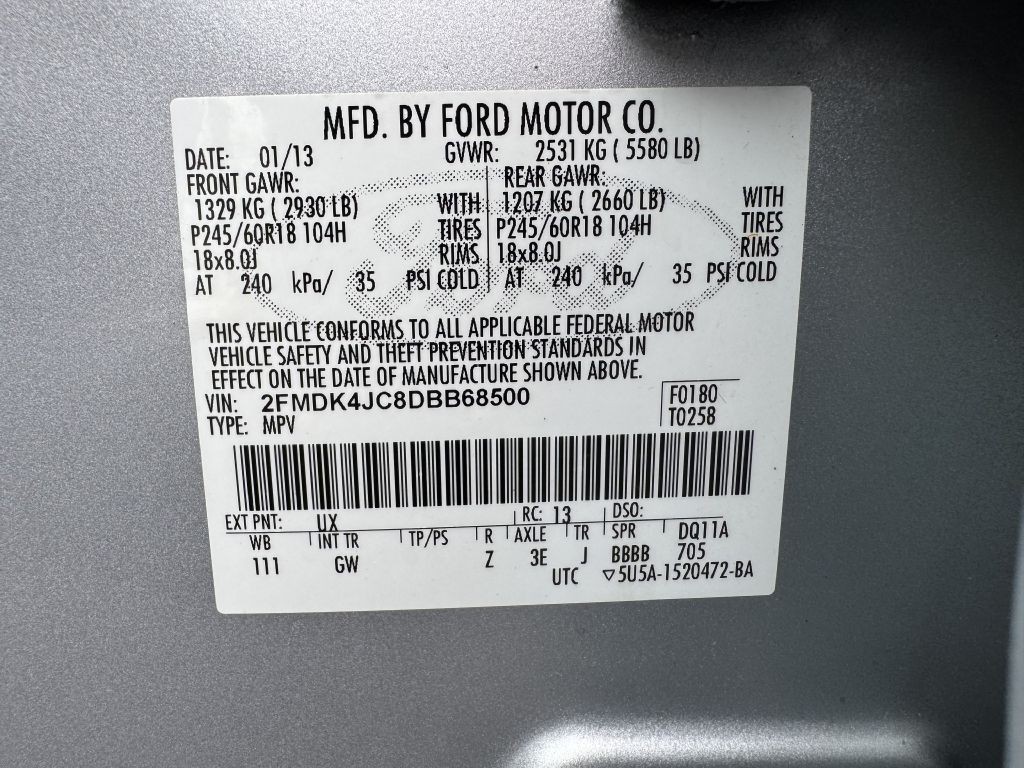 MFD. BY FORD MOTOR CO.
DATE: 01/13 GVWR: 2531 KG ( 5580 LB)
FRONT GAWR: REAR GAWR:
1329 KG ( 2930 LB) WITH 1207 KG ( 2660 LB) WITH
P245/60R18 104H TIRES P245/60R18 104H TIRES
18x8.0J RIMS 18x8.0J RIMS
AT 240 kPa/ 35 PSI COLD AT 240 kPa/ 35 PSI COLD
Ford
THIS VEHICLE CONFORMS TO ALL APPLICABLE FEDERAL MOTOR
VEHICLE SAFETY AND THEFT PREVENTION STANDARDS IN
EFFECT ON THE DATE OF MANUFACTURE SHOWN ABOVE.
VIN: 2FMDK4JC8DBB68500 F0180
TYPE: MPV T0258
EXT PNT: UX RC: 13 DSO:
WB INT TR TP/PS R AXLE TR SPR DQ11A
111 GW Z 3E J BBBB 705
UTC ▽5U5A-1520472-BA